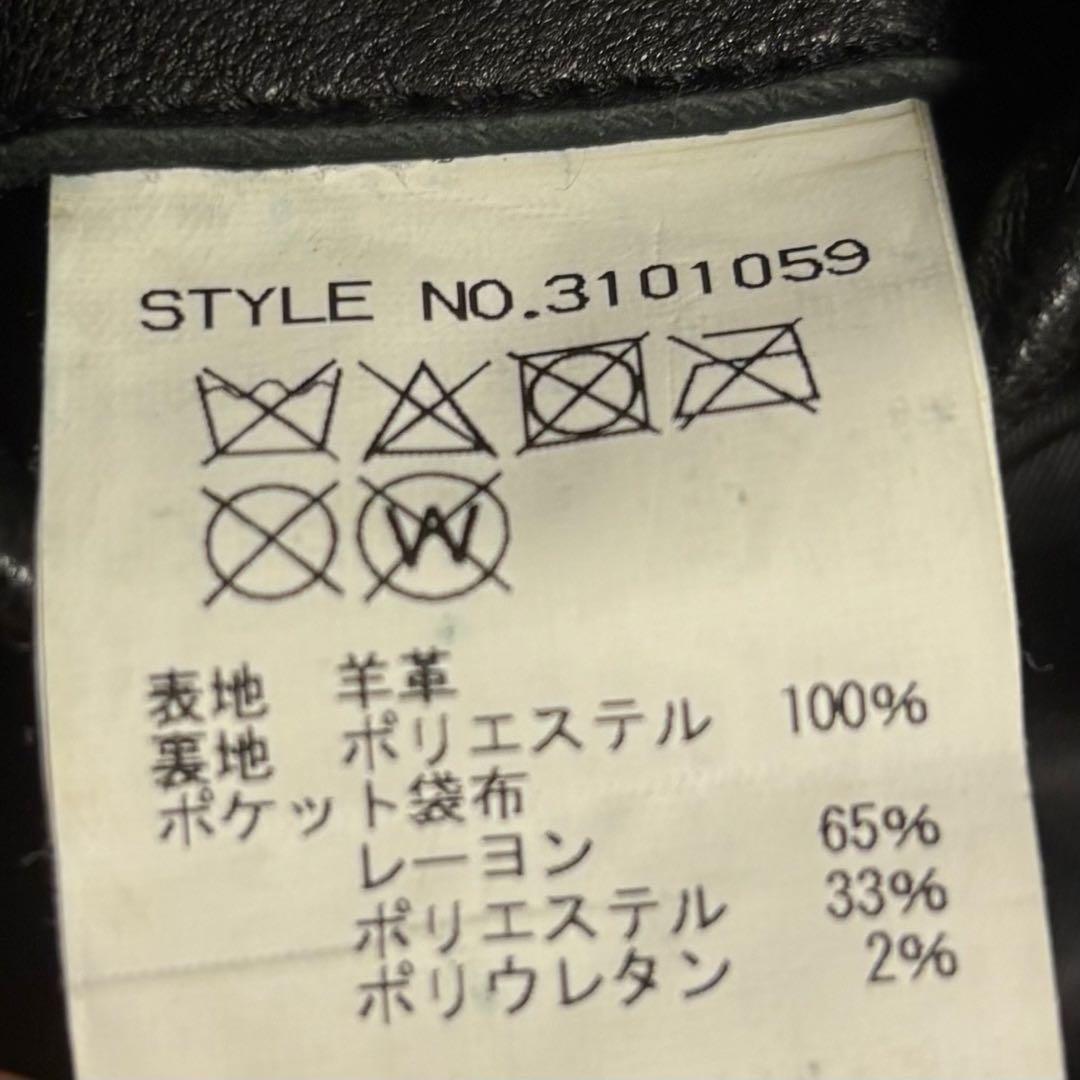 STYLE NO.3101059
W
表地 羊革
裏地 ポリエステル 100%
ポケット袋布
レーヨン 65%
ポリエステル 33%
ポリウレタン 2%